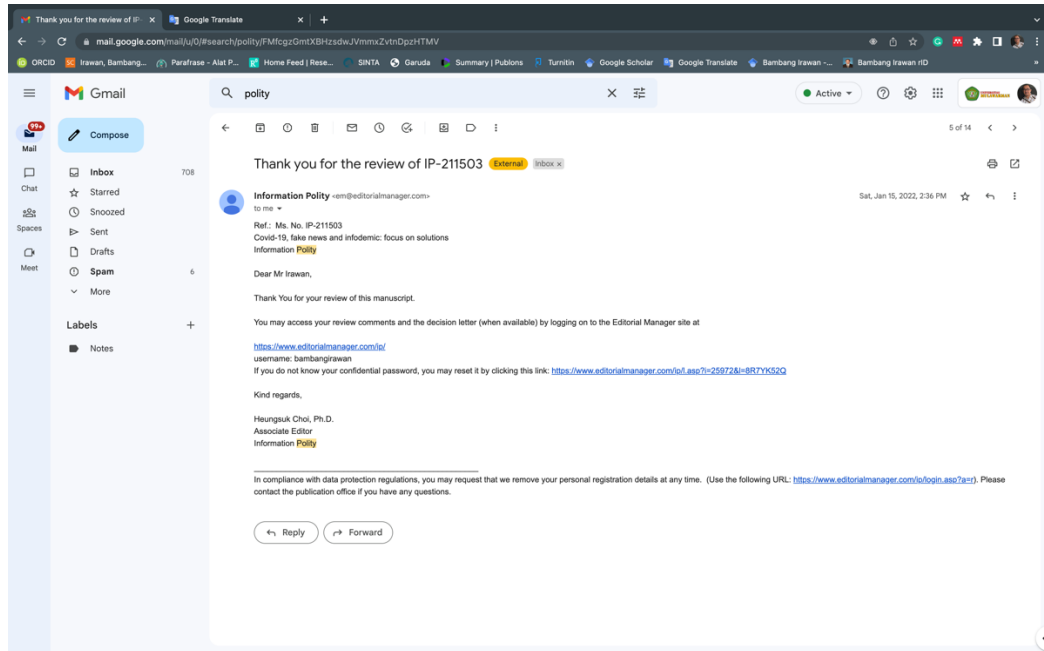 Thank you for the review of IP-
Google Translate
mail.google.com/mail/u/0/#search/polity/FMfcgzGmtXBHzsdwJVmmxZvtnDpzHTMV
ORCID
Irawan, Bambang...
Parafrase - Alat P...
Home Feed | Rese...
SINTA
Garuda
Summary | Publons
Turnitin
Google Scholar
Google Translate
Bambang Irawan -...
Bambang Irawan rID
»
Gmail
polity
Active
99+
Mail
Chat
Spaces
Meet
Compose
Inbox 708
Starred
Snoozed
Sent
Drafts
Spam 6
More
Labels +
Notes
5 of 14
Thank you for the review of IP-211503 External Inbox x
Information Polity <em@editorialmanager.com> Sat, Jan 15, 2022, 2:36 PM
to me
Ref.: Ms. No. IP-211503
Covid-19, fake news and infodemic: focus on solutions
Information Polity
Dear Mr Irawan,
Thank You for your review of this manuscript.
You may access your review comments and the decision letter (when available) by logging on to the Editorial Manager site at
https://www.editorialmanager.com/ip/
username: bambangirawan
If you do not know your confidential password, you may reset it by clicking this link: https://www.editorialmanager.com/ip/l.asp?i=25972&l=8R7YK52Q
Kind regards,
Heungsuk Choi, Ph.D.
Associate Editor
Information Polity
In compliance with data protection regulations, you may request that we remove your personal registration details at any time. (Use the following URL: https://www.editorialmanager.com/ip/login.asp?a=r). Please
contact the publication office if you have any questions.
Reply
Forward